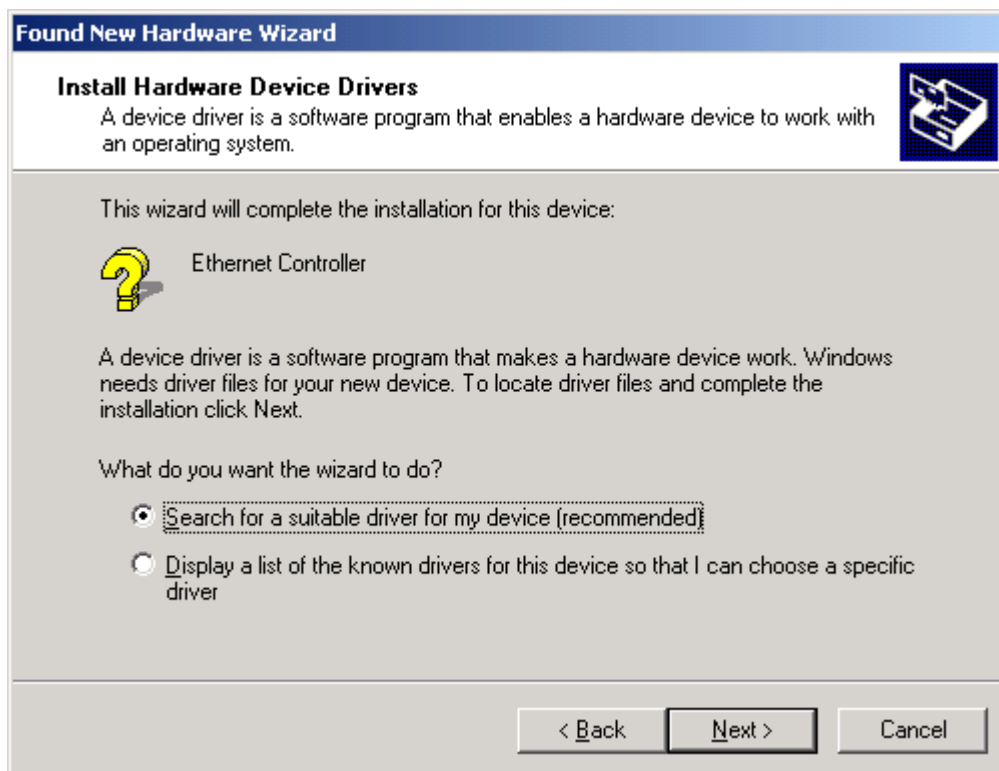 Found New Hardware Wizard
Install Hardware Device Drivers
A device driver is a software program that enables a hardware device to work with
an operating system.
This wizard will complete the installation for this device:
Ethernet Controller
A device driver is a software program that makes a hardware device work. Windows
needs driver files for your new device. To locate driver files and complete the
installation click Next.
What do you want the wizard to do?
Search for a suitable driver for my device (recommended)
Display a list of the known drivers for this device so that I can choose a specific
driver
< Back
Next >
Cancel